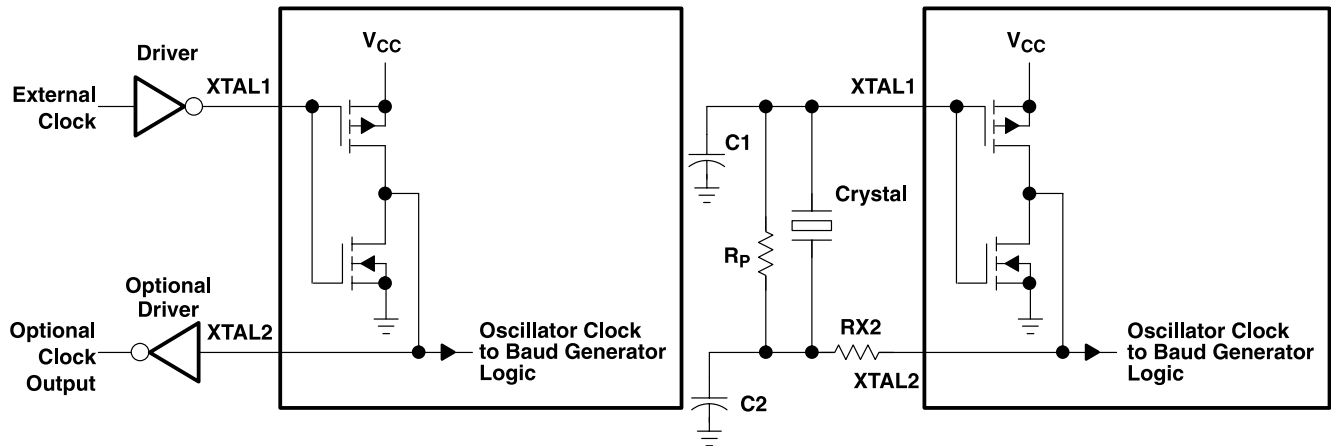 Driver
External
Clock
XTAL1
VCC
Optional
Driver
Optional
Clock
Output
XTAL2
Oscillator Clock
to Baud Generator
Logic
XTAL1
VCC
C1
Crystal
RP
RX2
XTAL2
C2
Oscillator Clock
to Baud Generator
Logic